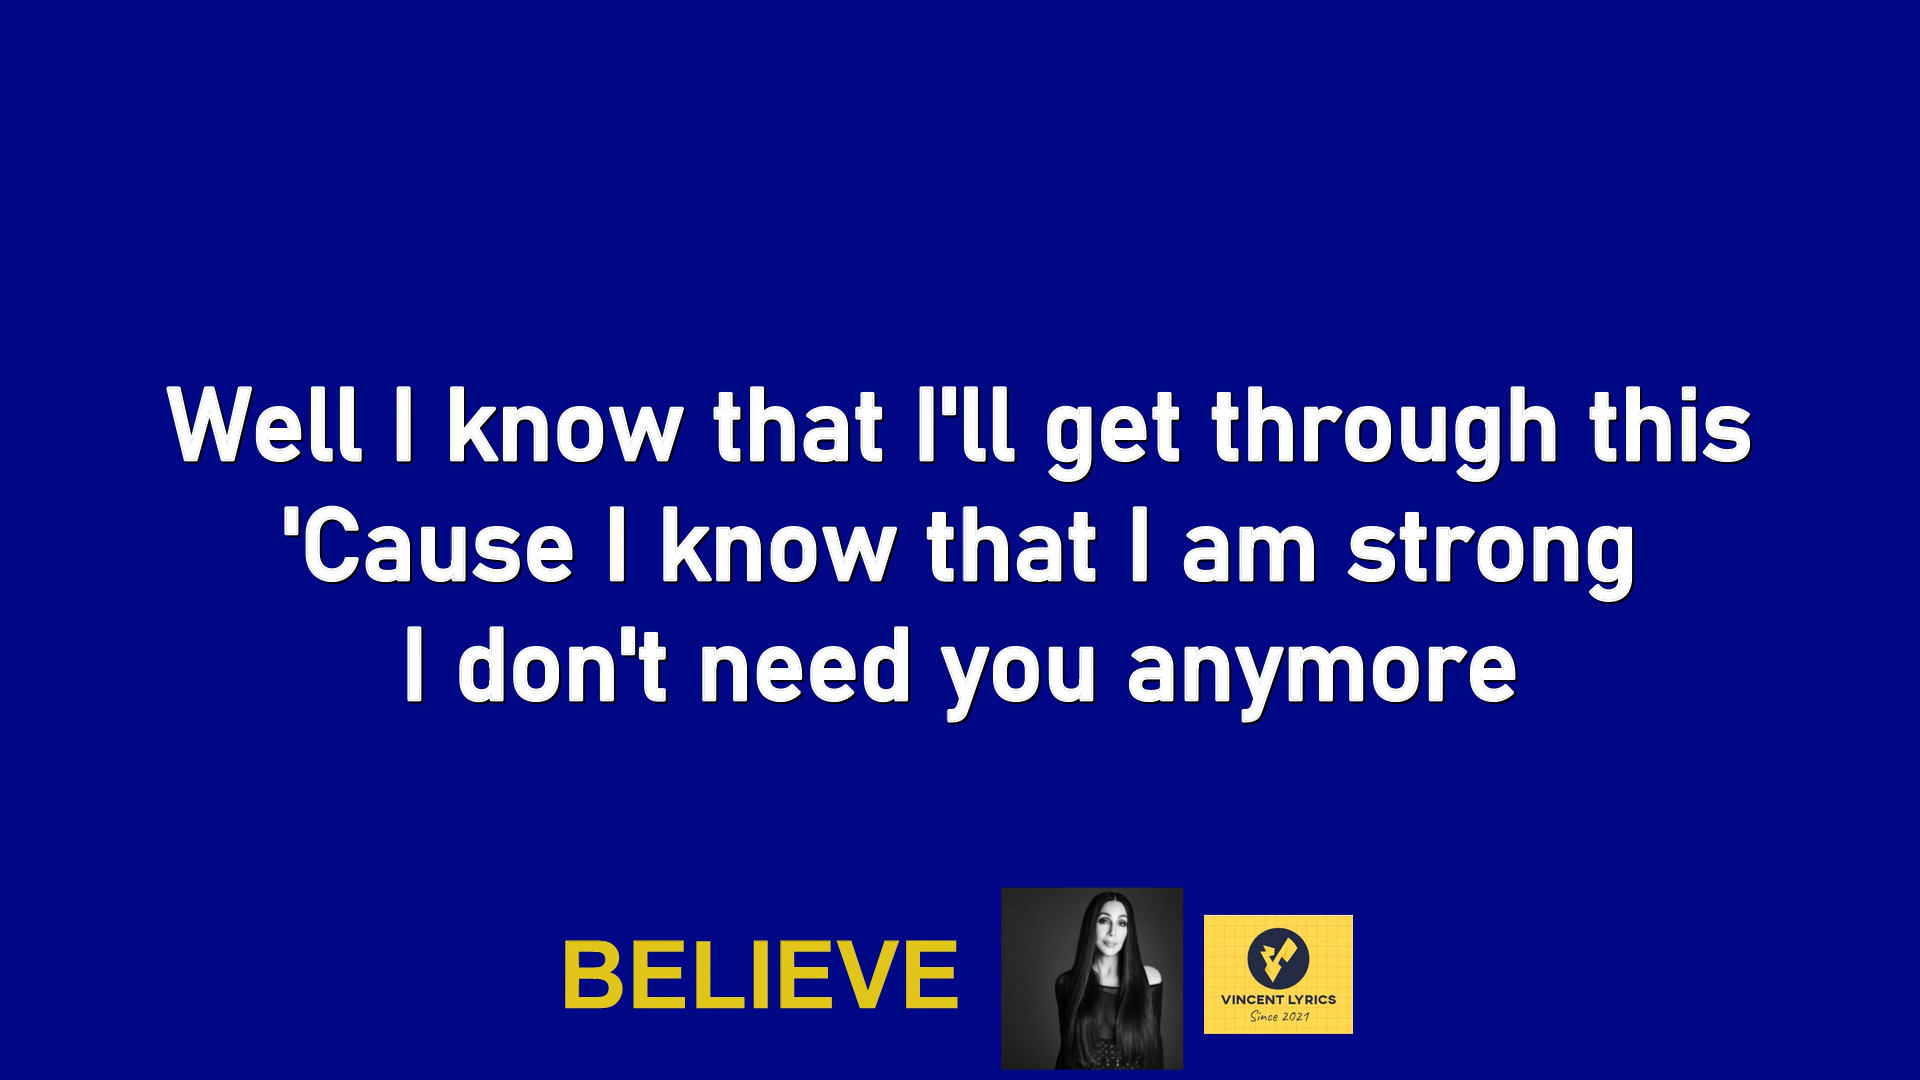 Well I know that I'll get through this
'Cause I know that I am strong
I don't need you anymore
BELIEVE
VINCENT LYRICS
Since 2021